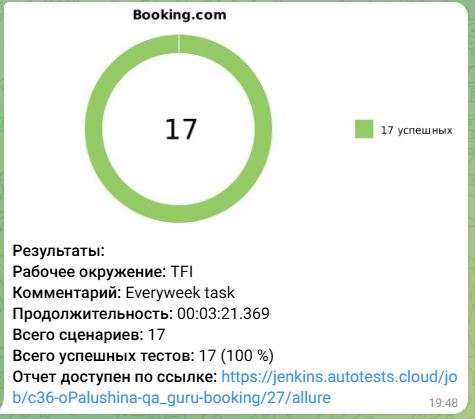 Booking.com
17
17 успешных
Результаты:
Рабочее окружение: TFI
Комментарий: Everyweek task
Продолжительность: 00:03:21.369
Всего сценариев: 17
Всего успешных тестов: 17 (100 %)
Отчет доступен по ссылке: https://jenkins.autotests.cloud/jo
b/c36-oPalushina-qa_guru-booking/27/allure
19:48